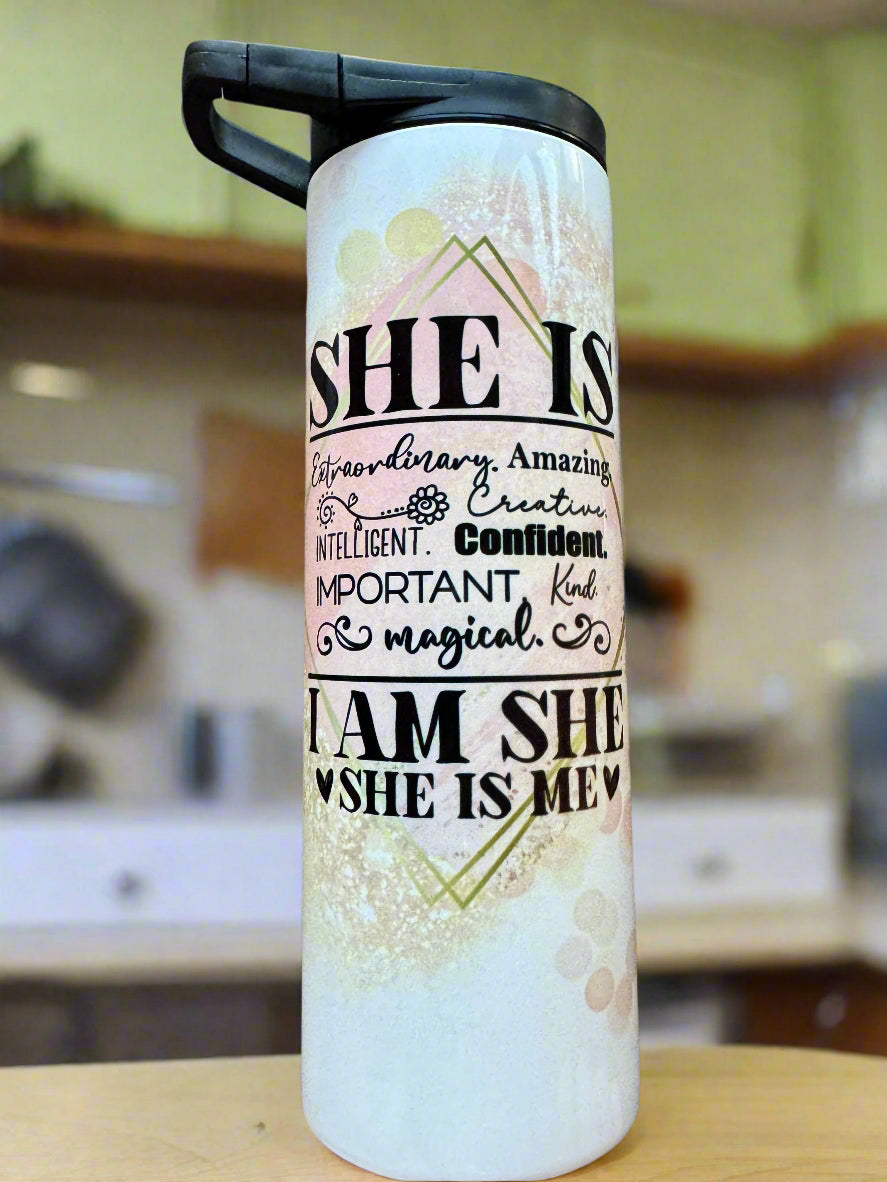 SHE IS
Extraordinary. Amazing.
Creative.
INTELLIGENT. Confident.
IMPORTANT. Kind.
magical.
I AM SHE
SHE IS ME